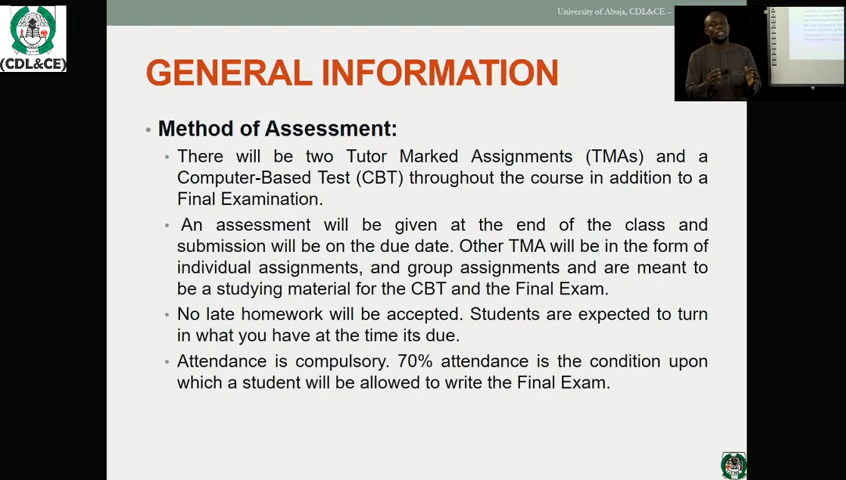 University of Abuja, CDL&CE –
(CDL&CE)
GENERAL INFORMATION
• Method of Assessment:
• There will be two Tutor Marked Assignments (TMAs) and a
Computer-Based Test (CBT) throughout the course in addition to a
Final Examination.
• An assessment will be given at the end of the class and
submission will be on the due date. Other TMA will be in the form of
individual assignments, and group assignments and are meant to
be a studying material for the CBT and the Final Exam.
• No late homework will be accepted. Students are expected to turn
in what you have at the time its due.
• Attendance is compulsory. 70% attendance is the condition upon
which a student will be allowed to write the Final Exam.